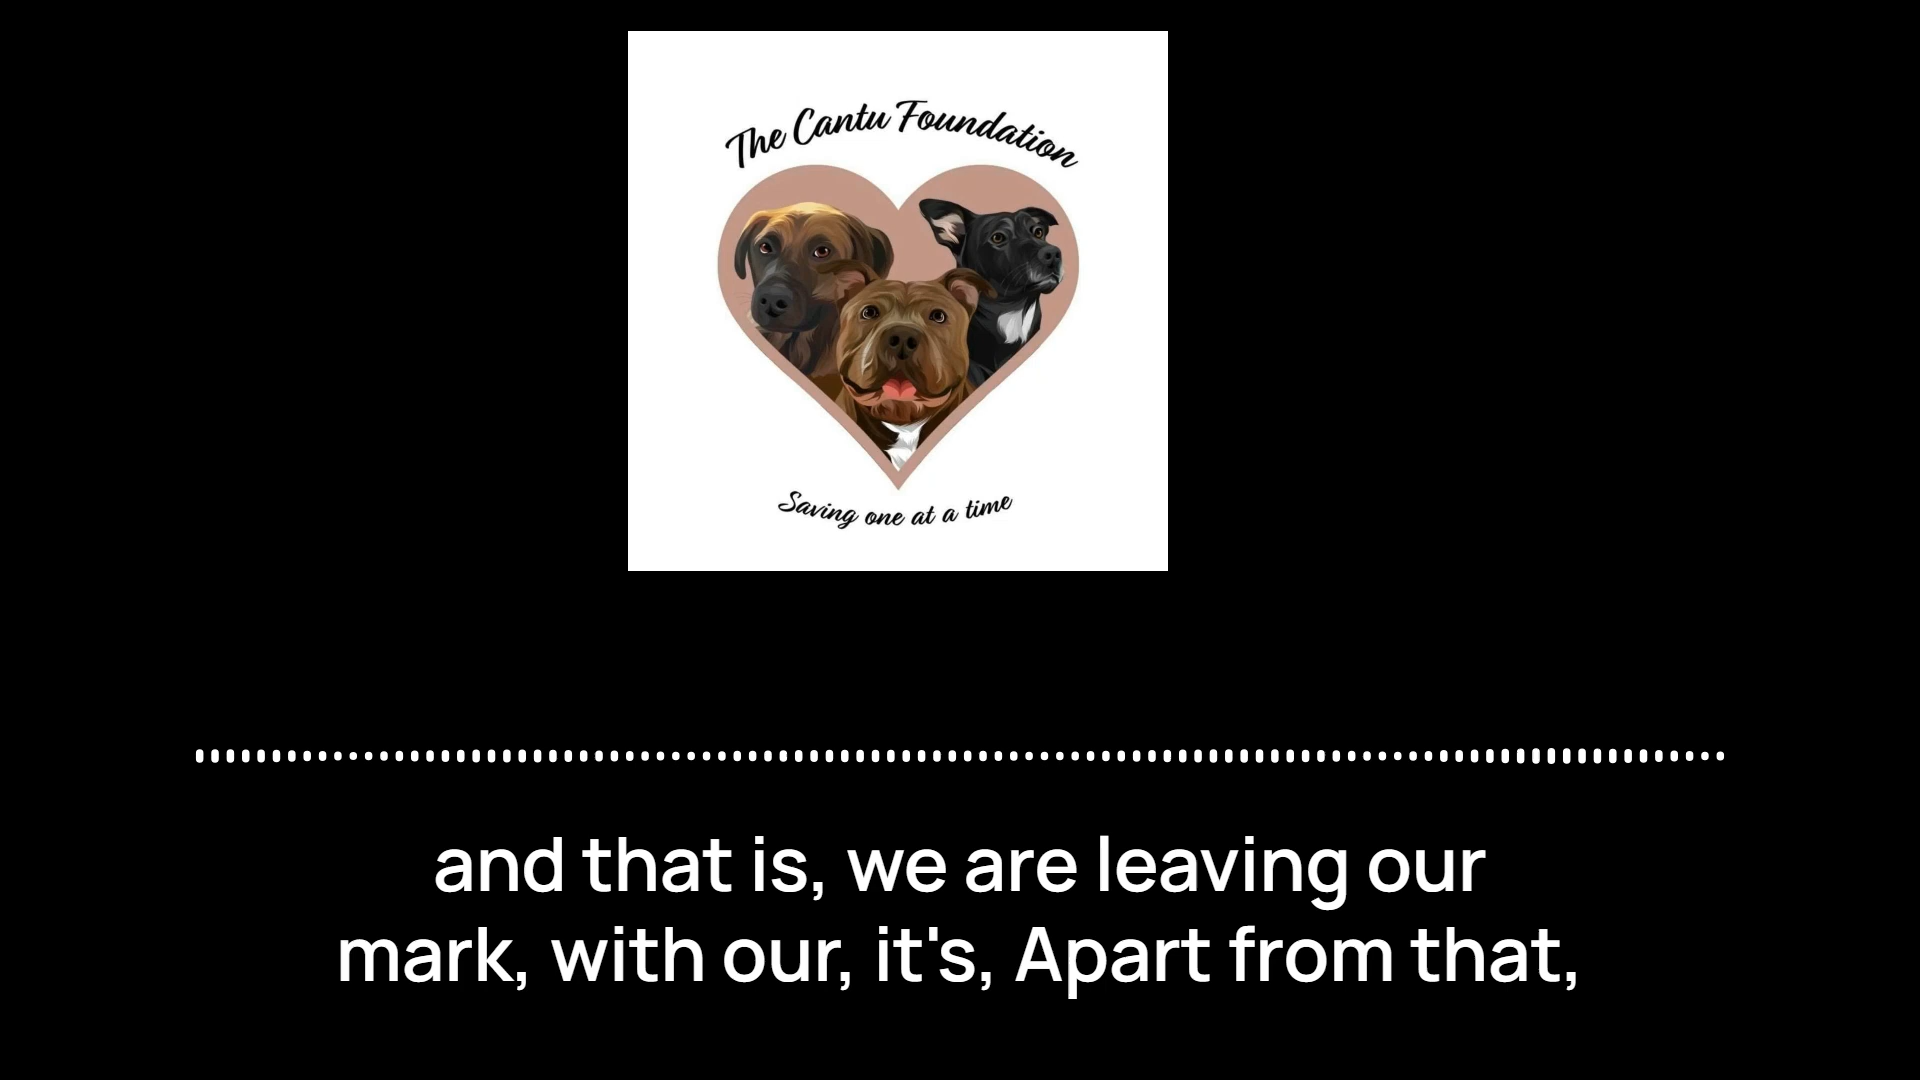 The Cantu Foundation
Saving one at a time
and that is, we are leaving our
mark, with our, it's, Apart from that,